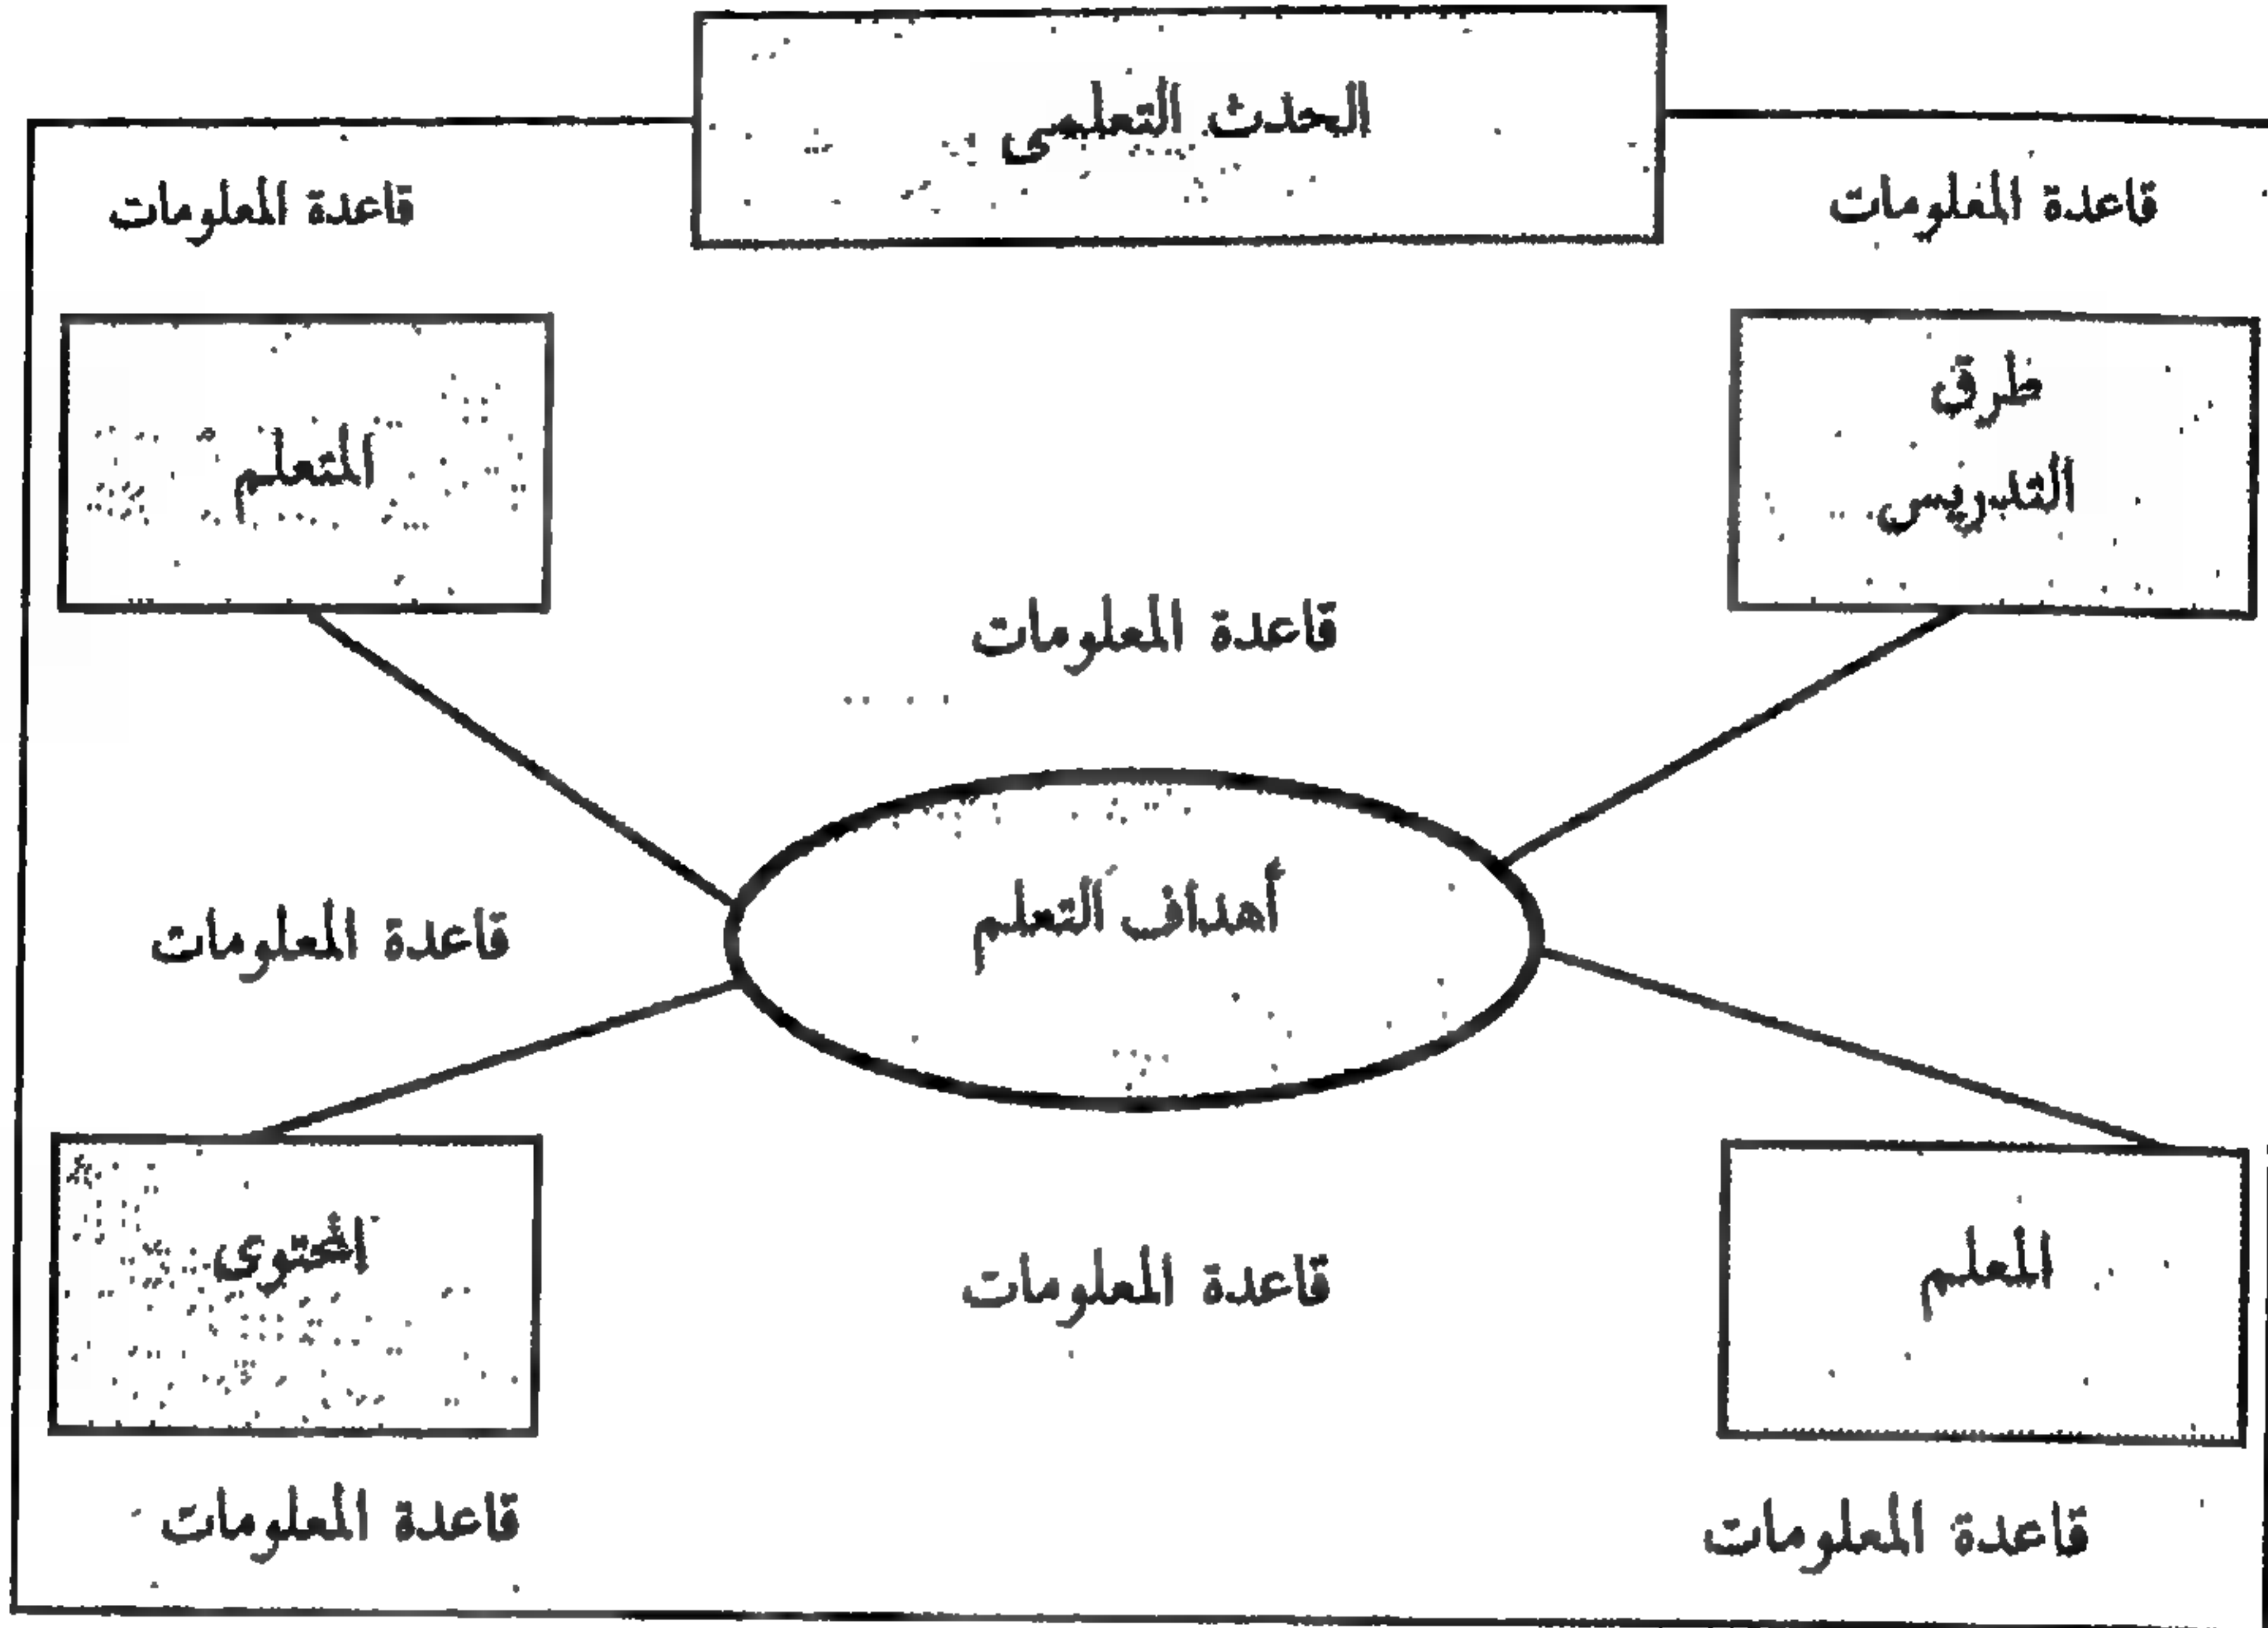 الحدث التعلمى
قاعدة المعلومات
قاعدة المعلومات
طرق
التدريس
المتعلم
قاعدة المعلومات
أهداف التعلم
قاعدة المعلومات
المعلم
قاعدة المعلومات
المحتوى
قاعدة المعلومات
قاعدة المعلومات